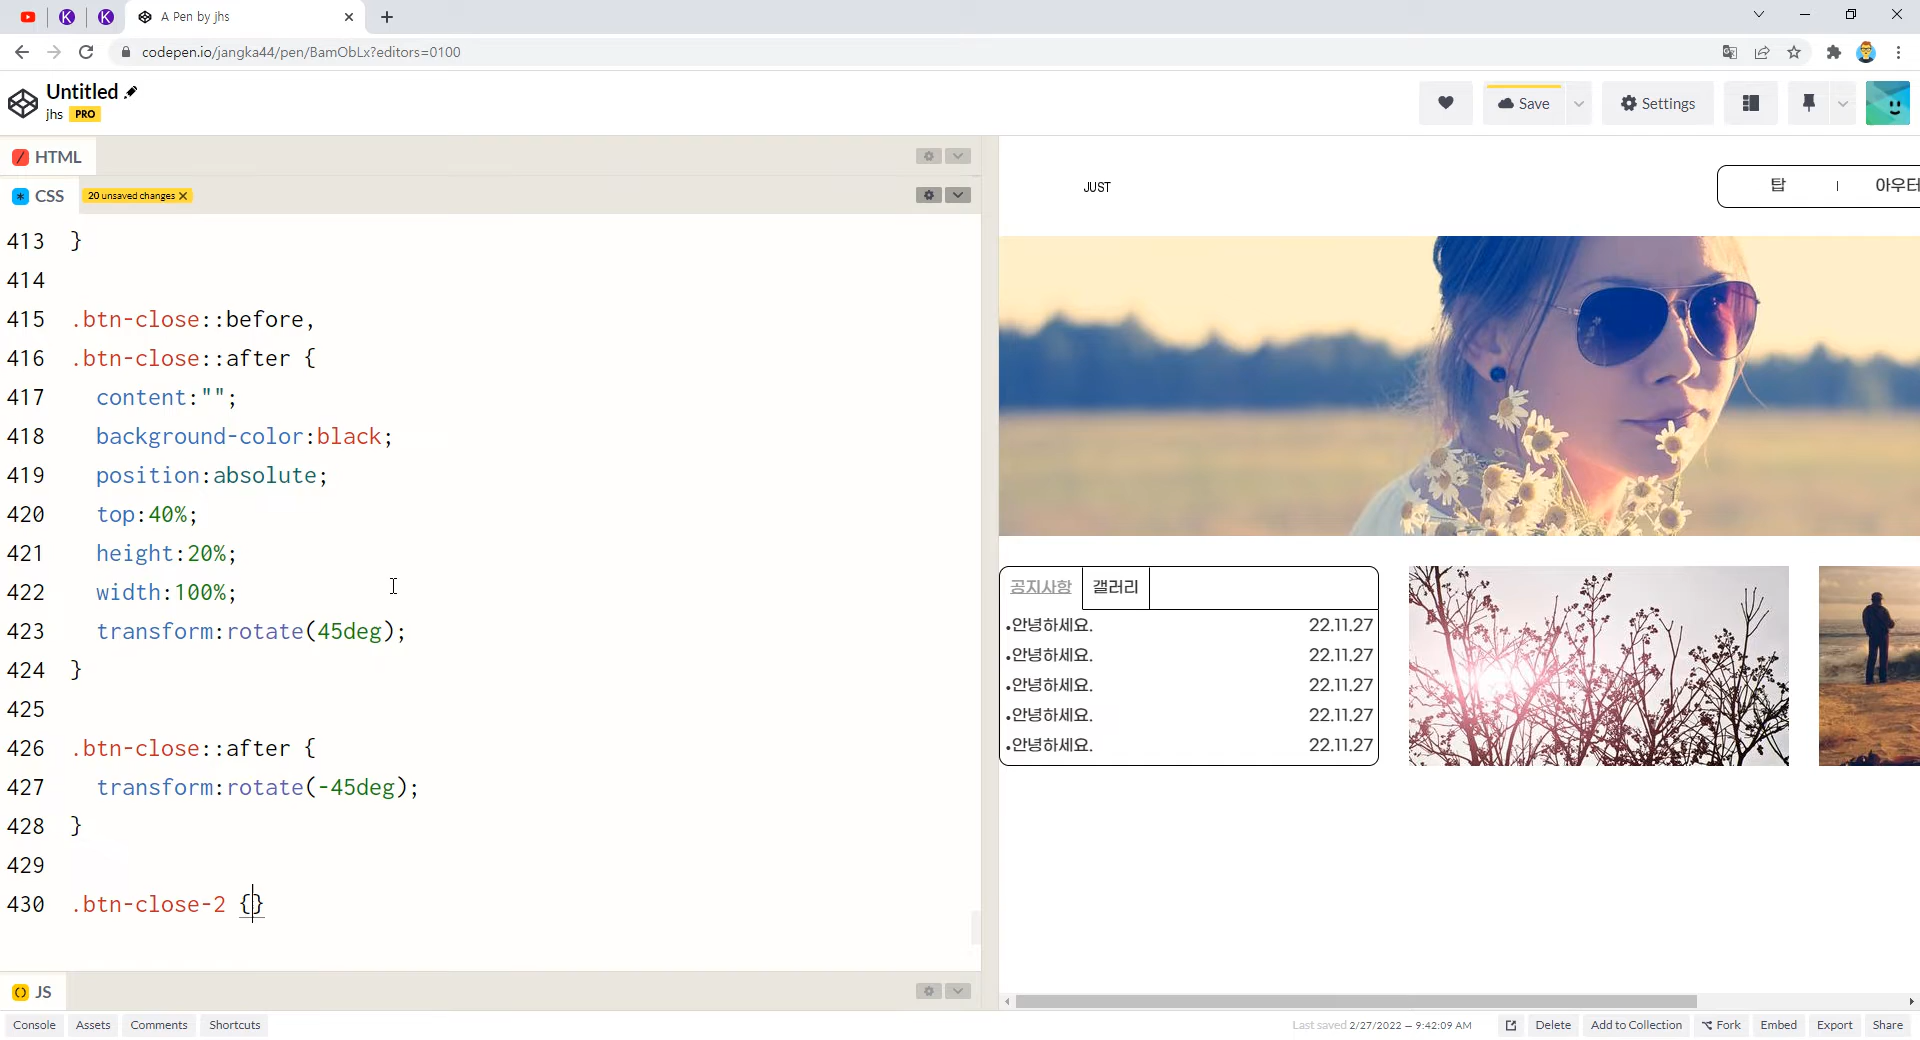 A Pen by jhs
codepen.io/jangka44/pen/BamObLx?editors=0100
Untitled
jhs PRO
Save
Settings
HTML
CSS 20 unsaved changes
413 }
414
415 .btn-close::before,
416 .btn-close::after {
417 content:"";
418 background-color:black;
419 position:absolute;
420 top:40%;
421 height:20%;
422 width:100%;
423 transform:rotate(45deg);
424 }
425
426 .btn-close::after {
427 transform:rotate(-45deg);
428 }
429
430 .btn-close-2 {}
JS
JUST
탑 | 아우터
공지사항 갤러리
•안녕하세요. 22.11.27
•안녕하세요. 22.11.27
•안녕하세요. 22.11.27
•안녕하세요. 22.11.27
•안녕하세요. 22.11.27
Console Assets Comments Shortcuts
Last saved 2/27/2022 — 9:42:09 AM Delete Add to Collection Fork Embed Export Share